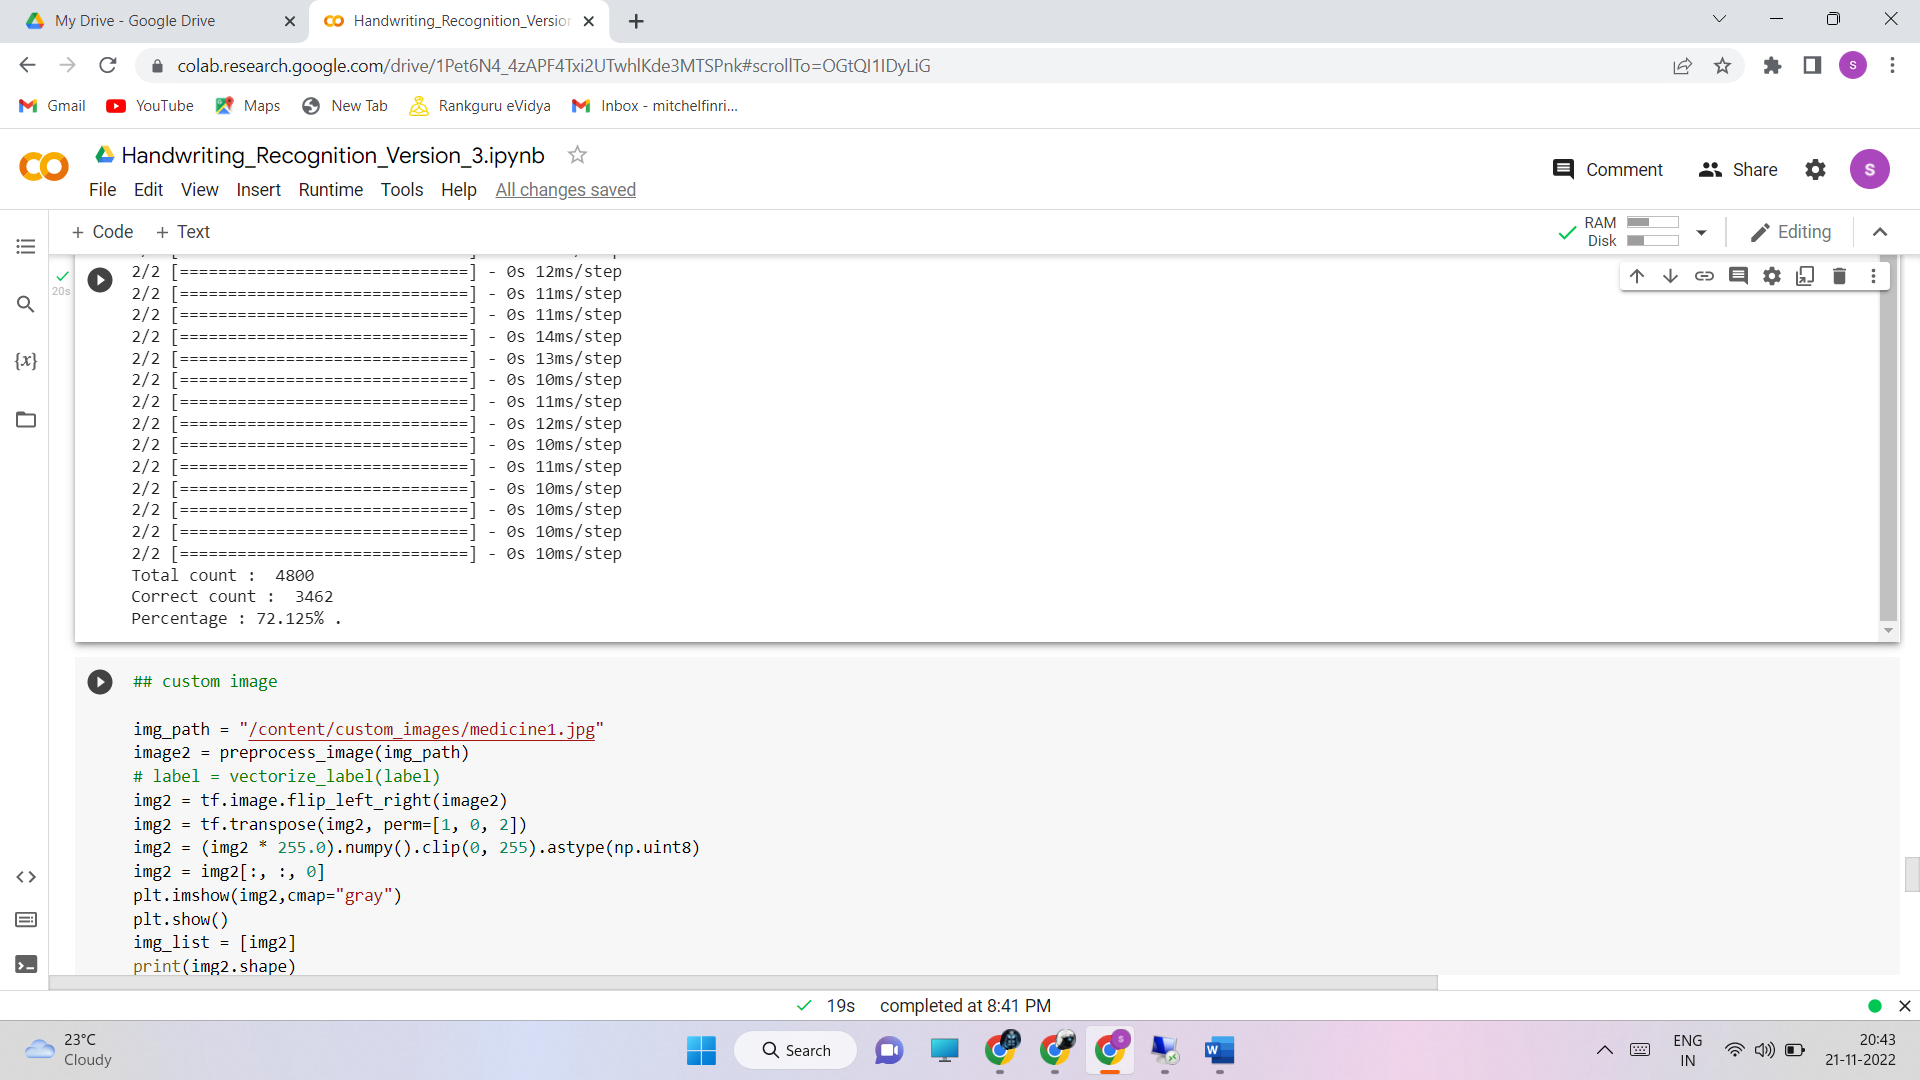 My Drive - Google Drive
Handwriting_Recognition_Version
colab.research.google.com/drive/1Pet6N4_4zAPF4Txi2UTwhlKde3MTSPnk#scrollTo=OGtQI1IDyLiG
S
Gmail
YouTube
Maps
New Tab
Rankguru eVidya
Inbox - mitchelfinri...
Handwriting_Recognition_Version_3.ipynb
Comment
Share
S
File Edit View Insert Runtime Tools Help All changes saved
+ Code + Text
RAM
Disk
Editing
20s
2/2 [==============================] - 0s 12ms/step
2/2 [==============================] - 0s 11ms/step
2/2 [==============================] - 0s 11ms/step
2/2 [==============================] - 0s 14ms/step
2/2 [==============================] - 0s 13ms/step
2/2 [==============================] - 0s 10ms/step
2/2 [==============================] - 0s 11ms/step
2/2 [==============================] - 0s 12ms/step
2/2 [==============================] - 0s 10ms/step
2/2 [==============================] - 0s 11ms/step
2/2 [==============================] - 0s 10ms/step
2/2 [==============================] - 0s 10ms/step
2/2 [==============================] - 0s 10ms/step
2/2 [==============================] - 0s 10ms/step
Total count :  4800
Correct count :  3462
Percentage : 72.125% .
{x}
## custom image
img_path = "/content/custom_images/medicine1.jpg"
image2 = preprocess_image(img_path)
# label = vectorize_label(label)
img2 = tf.image.flip_left_right(image2)
img2 = tf.transpose(img2, perm=[1, 0, 2])
img2 = (img2 * 255.0).numpy().clip(0, 255).astype(np.uint8)
img2 = img2[:, :, 0]
plt.imshow(img2,cmap="gray")
plt.show()
img_list = [img2]
print(img2.shape)
19s completed at 8:41 PM
23°C
Cloudy
Search
S
W
ENG
IN
20:43
21-11-2022